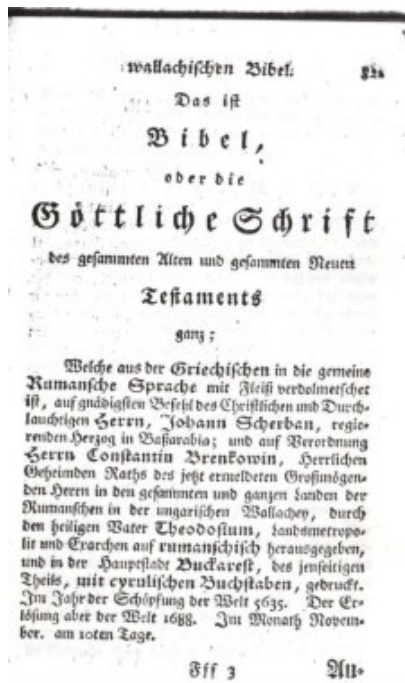 wallachischen Bibel.
Das ist
Bibel,
oder die
Göttliche Schrift
des gesammten Alten und gesammten Neuen
Testaments
ganz;
Welche aus der Griechischen in die gemeine
Rumansche Sprache mit Fleiß verdolmetschet
ist, auf gnädigsten Befehl des Christlichen und Durch-
lauchtigen Herrn, Johann Scherban, regie-
renden Herzog in Baßarabia; und auf Verordnung
Herrn Constantin Brenkowin, Herrlichen
Geheimden Raths des jetzt ermeldeten Großmögen-
den Herrn in den gesammten und ganzen Landen der
Rumanschen in der ungarischen Wallachey, durch
den heiligen Vater Theodosium, Landsmetropo-
lit und Exarchen auf rumanschisch herausgegeben,
und in der Hauptstadt Buckarest, des jenseitigen
Theils, mit cyrulischen Buchstaben, gedruckt.
Im Jahr der Schöpfung der Welt 5635. Der Er-
lösung aber der Welt 1688. Im Monath Novem-
ber. am 10ten Tage.
Fff 3 Au-